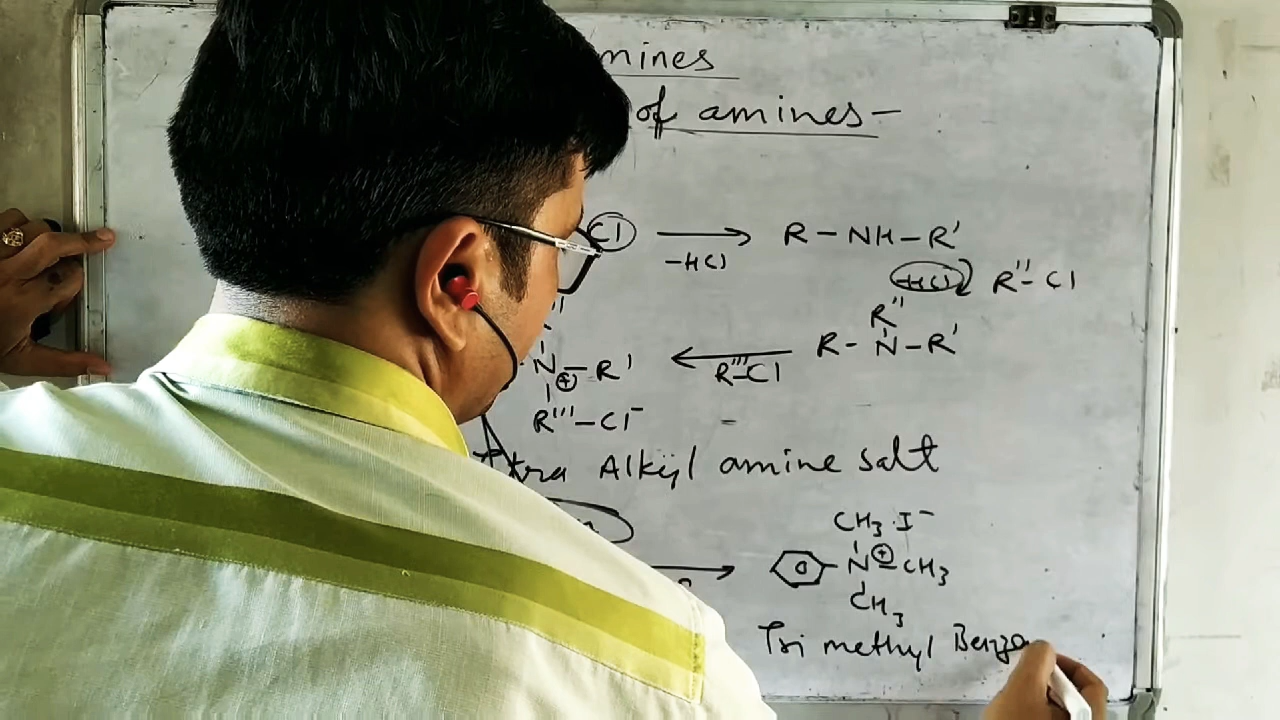 mines
of amines-
Cl → R-NH-R'
-HCl
-HCl R''-Cl
R''
N-R' ← R-N-R'
⊕ R'''-Cl
R'''-Cl⁻
tra Alkyl amine salt
CH₃ I⁻
→ N⊕-CH₃
CH₃
Tri methyl Benze